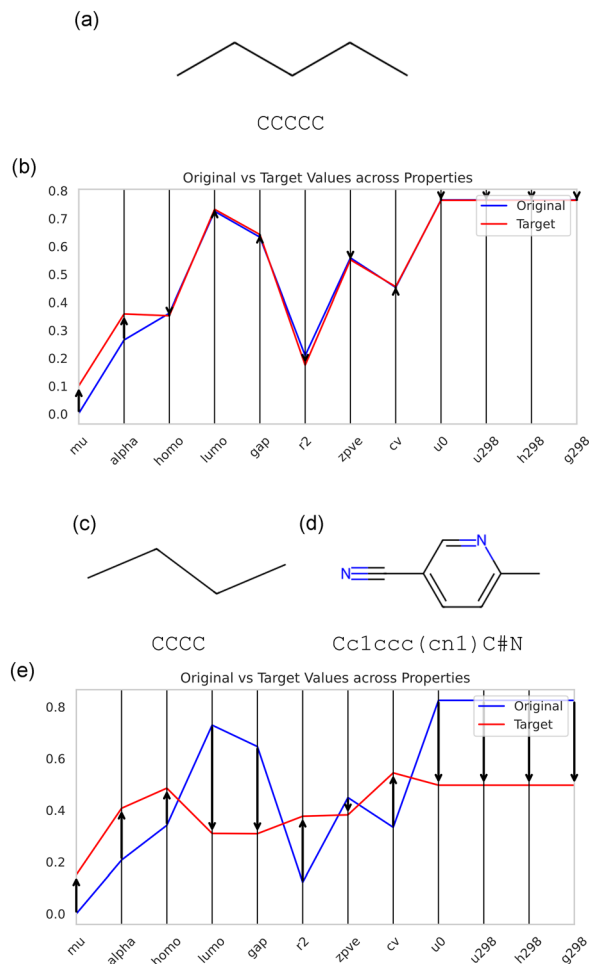 (a)
CCCCC
(b)
Original vs Target Values across Properties
0.8
0.7
0.6
0.5
0.4
0.3
0.2
0.1
0.0
Original
Target
mu
alpha
homo
lumo
gap
r2
zpve
cv
u0
u298
h298
g298
(c)
(d)
N
N
CCCC
Cc1ccc(cn1)C#N
(e)
Original vs Target Values across Properties
0.8
0.6
0.4
0.2
0.0
Original
Target
mu
alpha
homo
lumo
gap
r2
zpve
cv
u0
u298
h298
g298